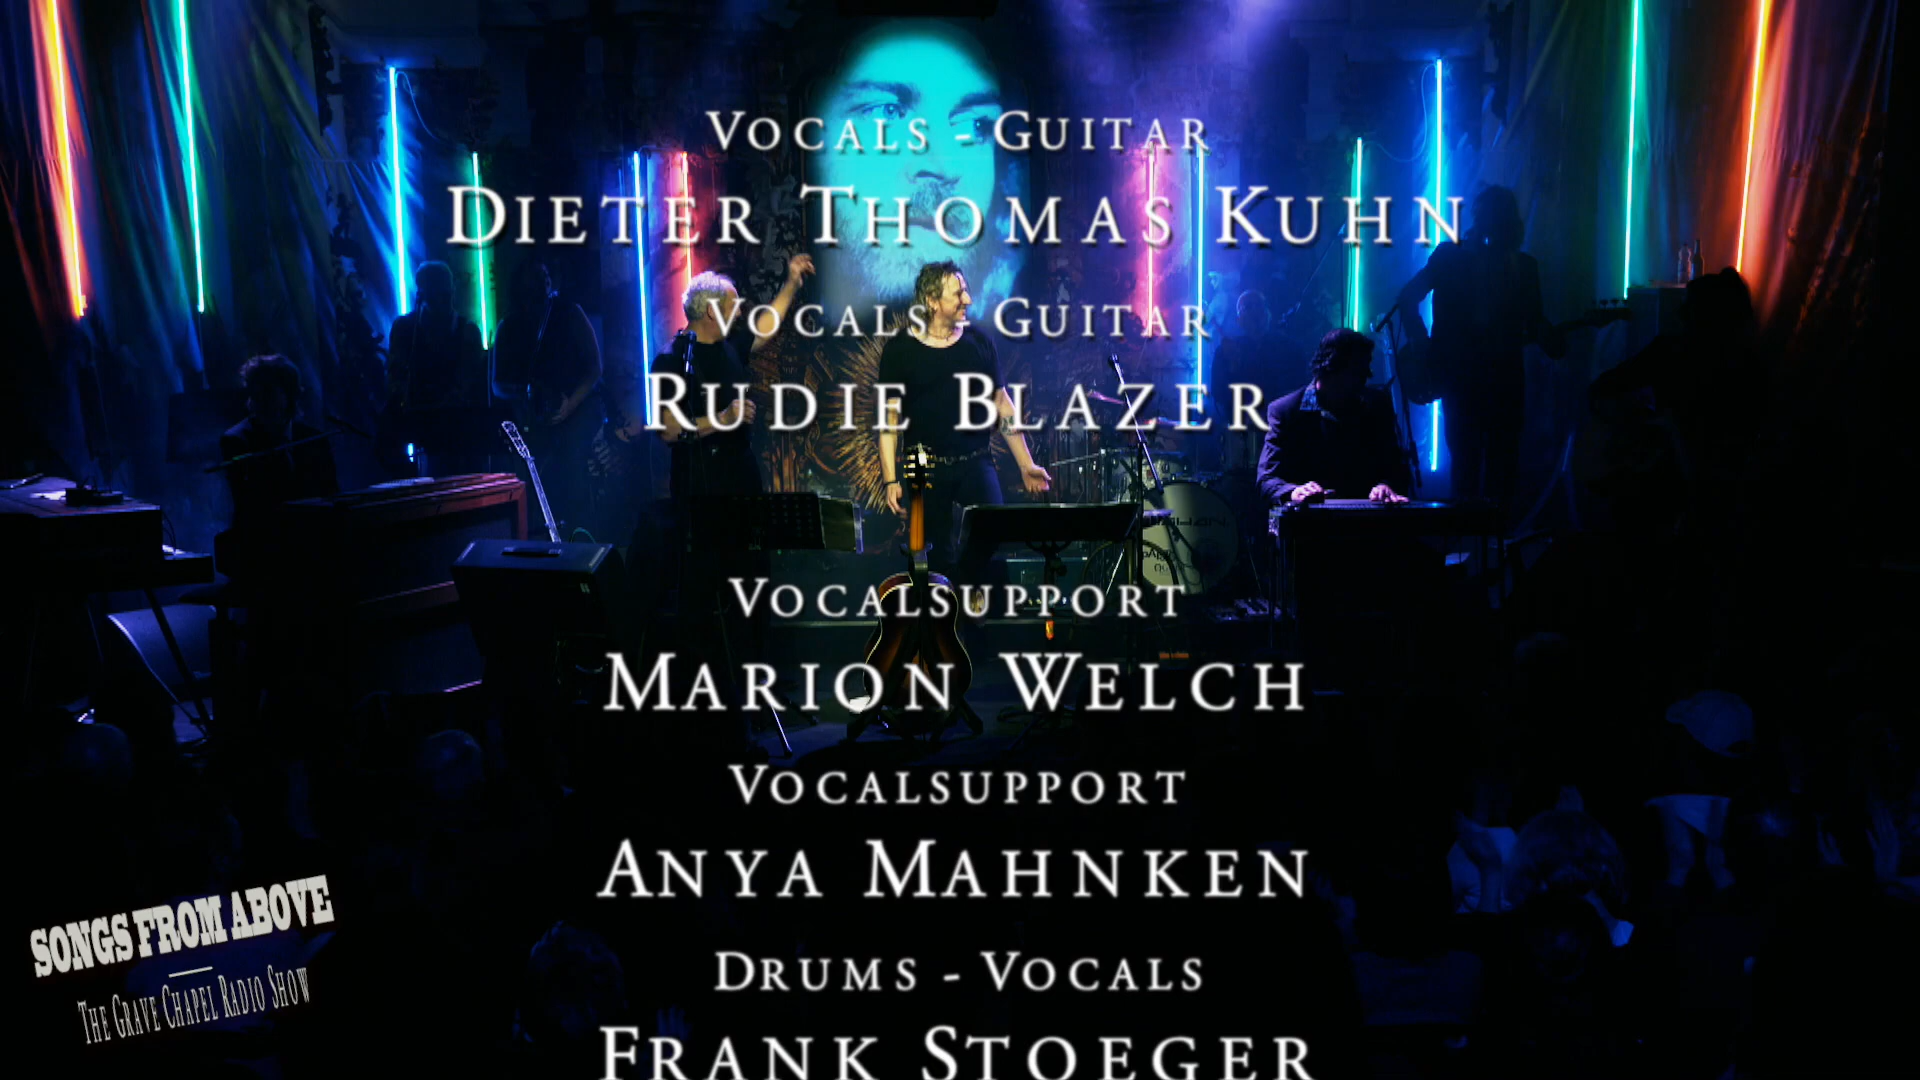 Vocals - Guitar
Dieter Thomas Kuhn
Vocals - Guitar
Rudie Blazer
Vocalsupport
Marion Welch
Vocalsupport
Anya Mahnken
Drums - Vocals
Frank Stoeger
SONGS FROM ABOVE
The Grave Chapel Radio Show